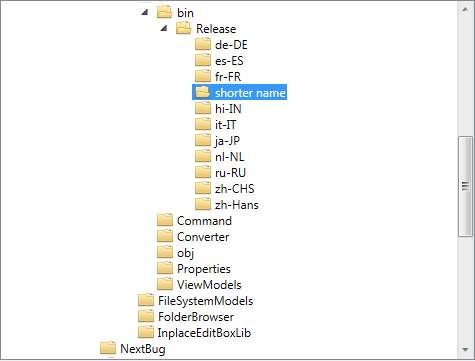 bin
Release
de-DE
es-ES
fr-FR
shorter name
hi-IN
it-IT
ja-JP
nl-NL
ru-RU
zh-CHS
zh-Hans
Command
Converter
obj
Properties
ViewModels
FileSystemModels
FolderBrowser
InplaceEditBoxLib
NextBug